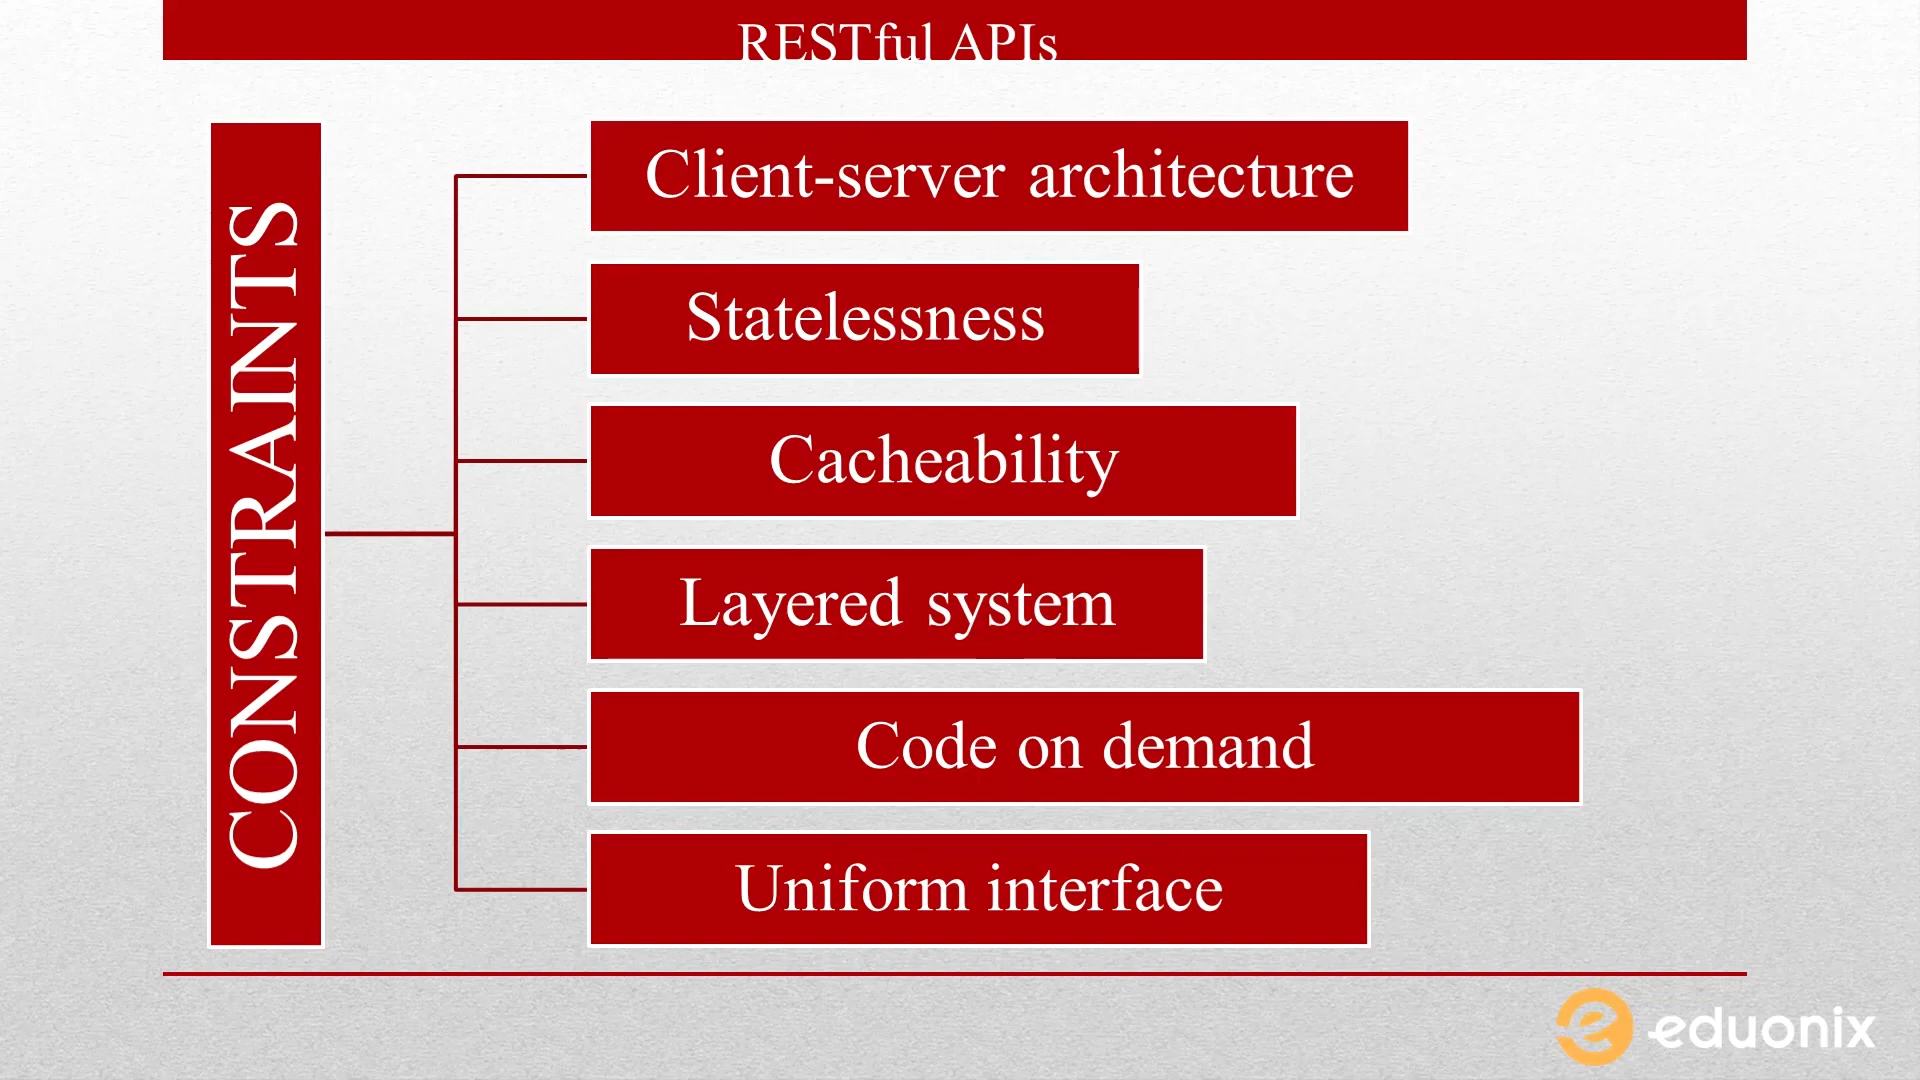 RESTful APIs
CONSTRAINTS
Client-server architecture
Statelessness
Cacheability
Layered system
Code on demand
Uniform interface
eduonix